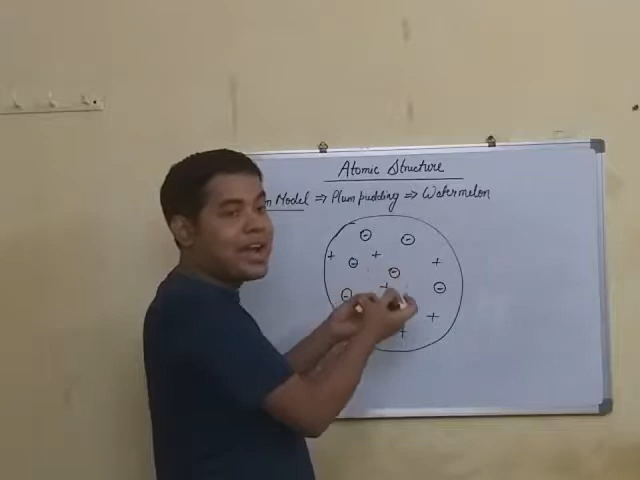 Atomic Structure
Model ⇒ Plum pudding ⇒ Watermelon